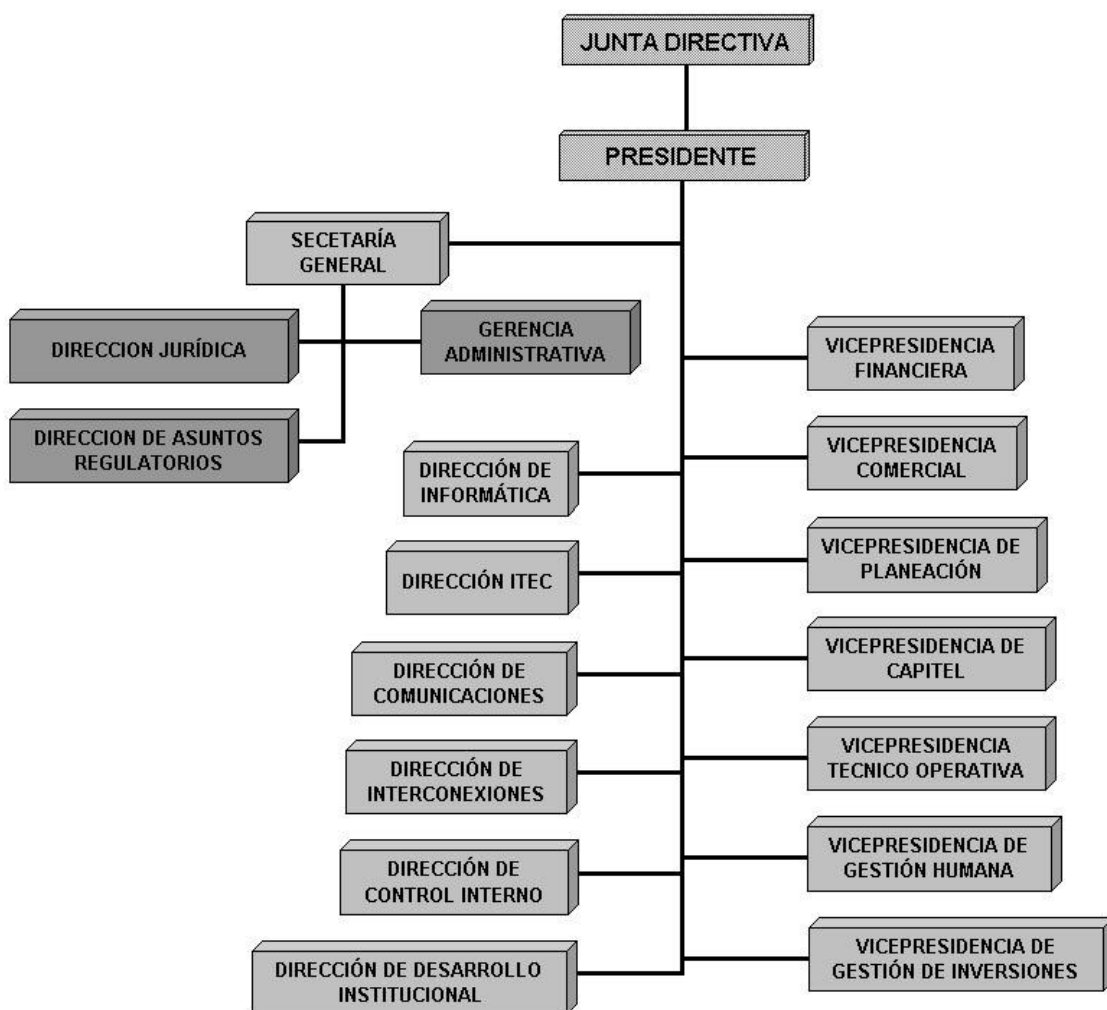 JUNTA DIRECTIVA
PRESIDENTE
SECETARÍA
GENERAL
DIRECCION JURÍDICA
GERENCIA
ADMINISTRATIVA
DIRECCION DE ASUNTOS
REGULATORIOS
VICEPRESIDENCIA
FINANCIERA
DIRECCIÓN DE
INFORMÁTICA
VICEPRESIDENCIA
COMERCIAL
DIRECCIÓN ITEC
VICEPRESIDENCIA DE
PLANEACIÓN
DIRECCIÓN DE
COMUNICACIONES
VICEPRESIDENCIA DE
CAPITEL
DIRECCIÓN DE
INTERCONEXIONES
VICEPRESIDENCIA
TECNICO OPERATIVA
DIRECCIÓN DE
CONTROL INTERNO
VICEPRESIDENCIA DE
GESTIÓN HUMANA
DIRECCIÓN DE DESARROLLO
INSTITUCIONAL
VICEPRESIDENCIA DE
GESTIÓN DE INVERSIONES